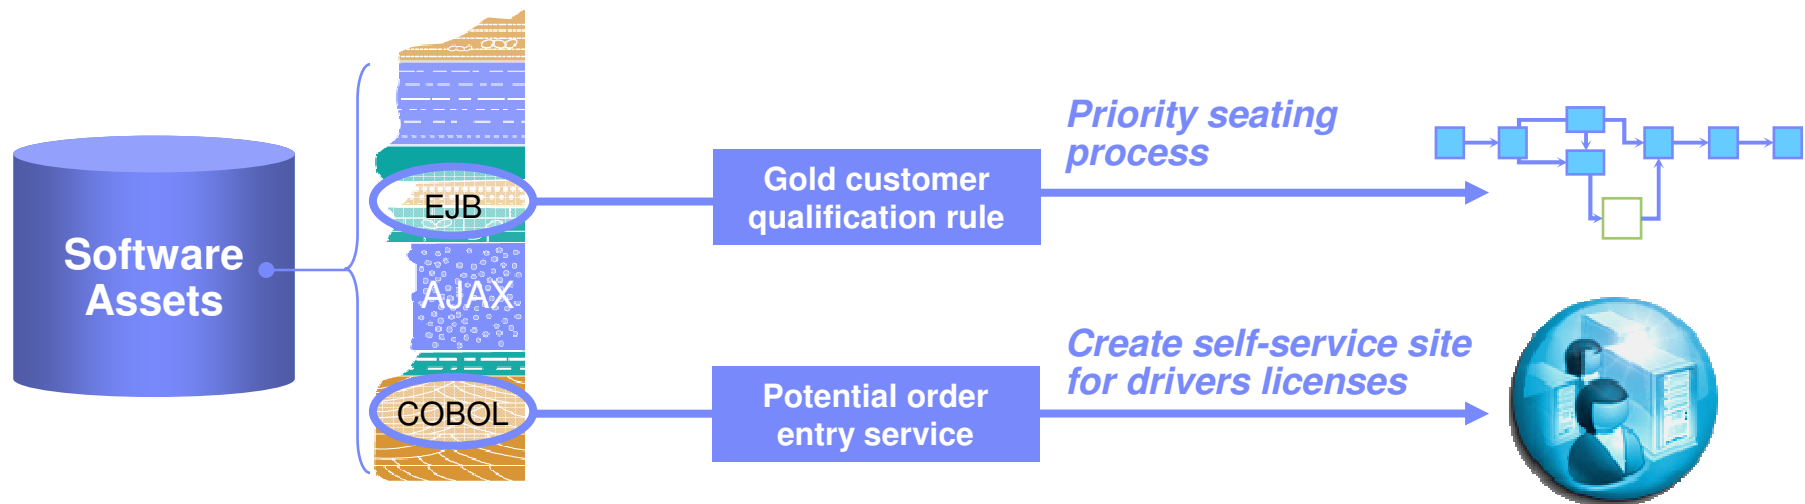 Software
Assets
EJB
AJAX
COBOL
Gold customer
qualification rule
Priority seating
process
Potential order
entry service
Create self-service site
for drivers licenses